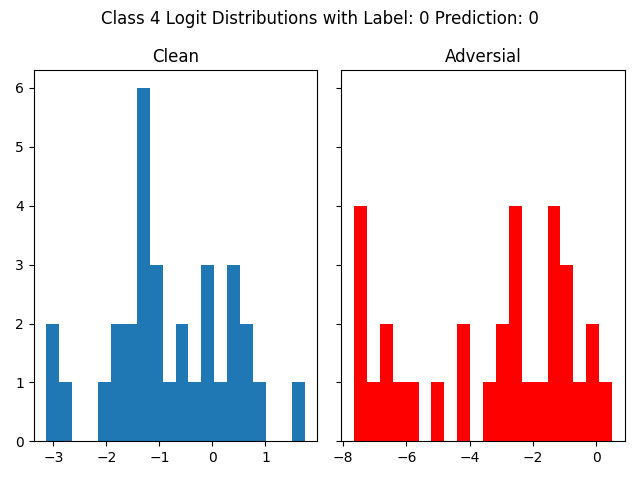 Class 4 Logit Distributions with Label: 0 Prediction: 0
Clean
Adversial
6
5
4
3
2
1
0
−3 −2 −1 0 1
−8 −6 −4 −2 0